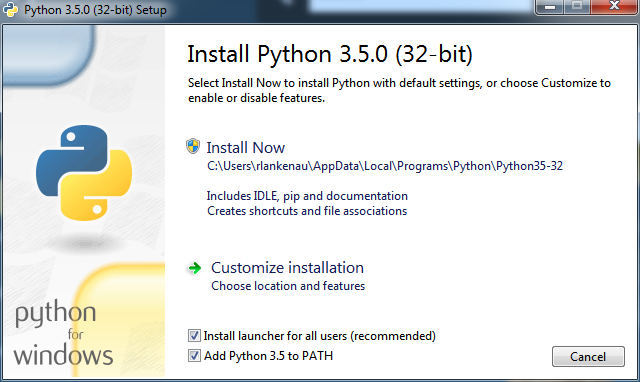 Python 3.5.0 (32-bit) Setup
Install Python 3.5.0 (32-bit)
Select Install Now to install Python with default settings, or choose Customize to
enable or disable features.
Install Now
C:\Users\rlankenau\AppData\Local\Programs\Python\Python35-32
Includes IDLE, pip and documentation
Creates shortcuts and file associations
Customize installation
Choose location and features
Install launcher for all users (recommended)
Add Python 3.5 to PATH
python
for
windows
Cancel